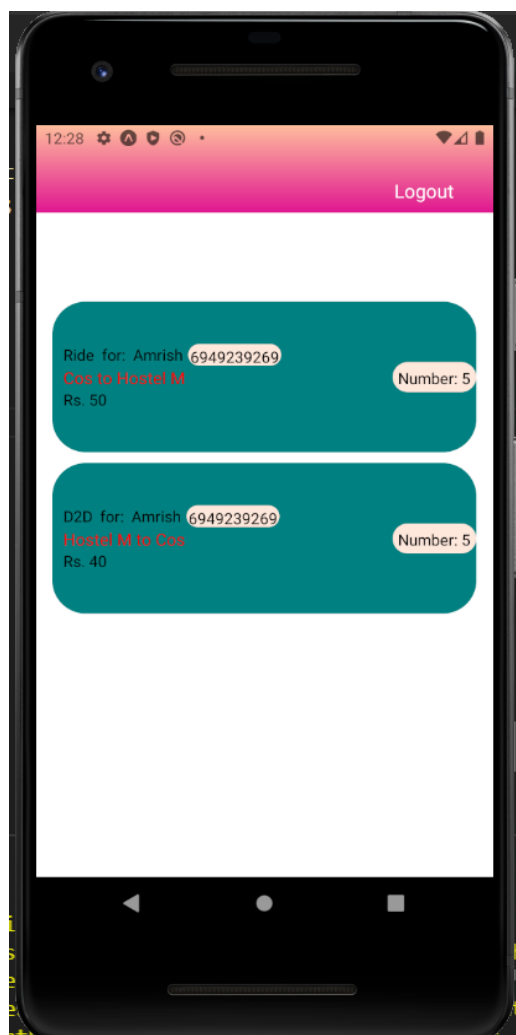 12:28
Logout
Ride for: Amrish 6949239269
Cos to Hostel M
Number: 5
Rs. 50
D2D for: Amrish 6949239269
Hostel M to Cos
Number: 5
Rs. 40